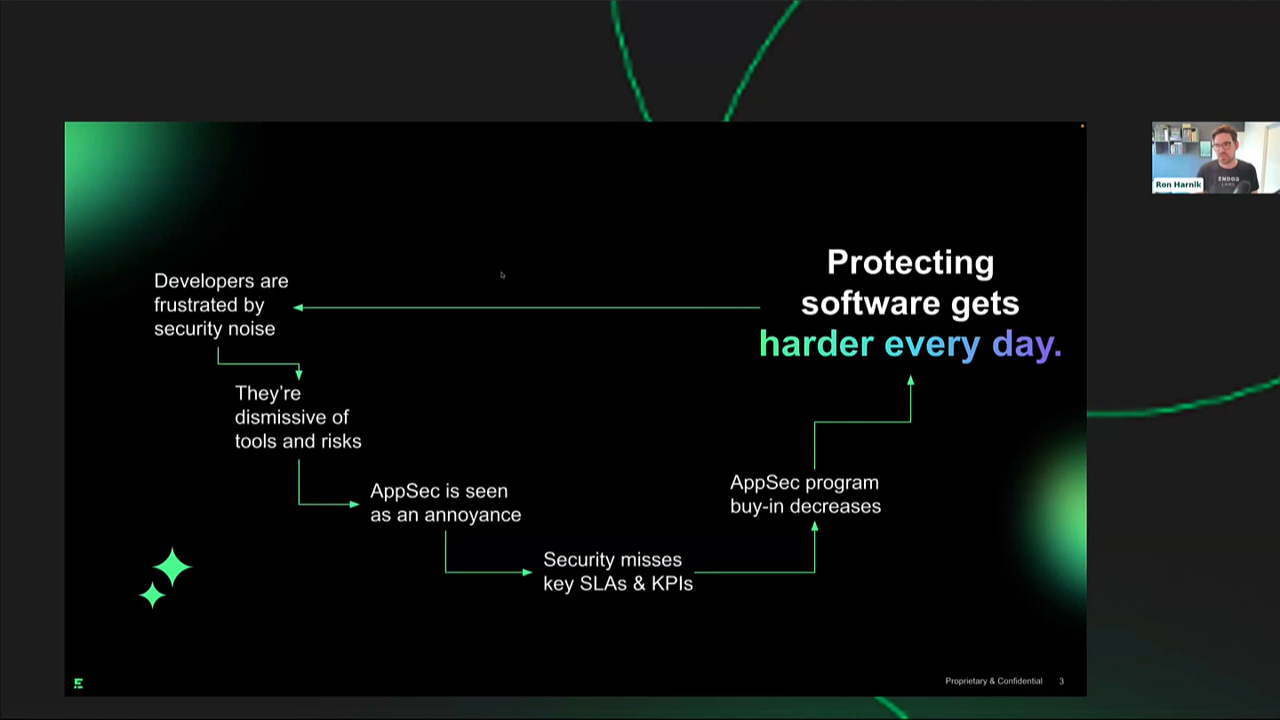 Ron Harnik
ENDOR
LABS
Developers are
frustrated by
security noise
They're
dismissive of
tools and risks
AppSec is seen
as an annoyance
Security misses
key SLAs & KPIs
AppSec program
buy-in decreases
Protecting
software gets
harder every day.
Proprietary & Confidential 3